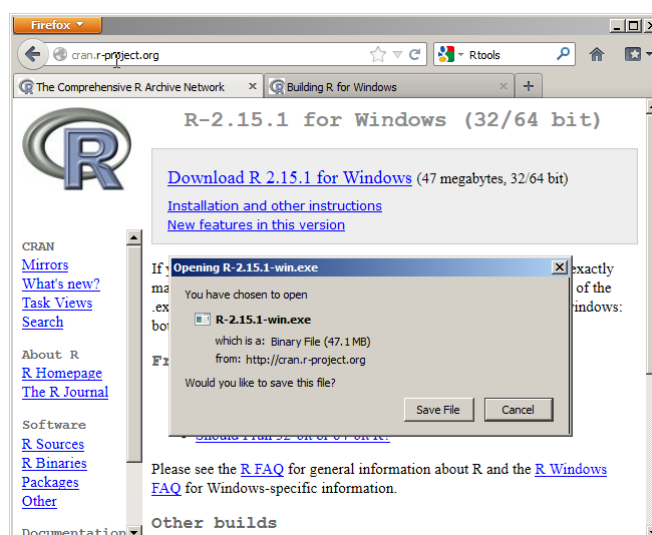 Firefox
cran.r-project.org
Rtools
The Comprehensive R Archive Network
Building R for Windows
R
R-2.15.1 for Windows (32/64 bit)
Download R 2.15.1 for Windows (47 megabytes, 32/64 bit)
Installation and other instructions
New features in this version
CRAN
Mirrors
What's new?
Task Views
Search
About R
R Homepage
The R Journal
Software
R Sources
R Binaries
Packages
Other
Documentation
If
exactly
ma
of the
.ex
indows:
bot
Fr
Opening R-2.15.1-win.exe
You have chosen to open
R-2.15.1-win.exe
which is a: Binary File (47.1 MB)
from: http://cran.r-project.org
Would you like to save this file?
Save File Cancel
Should I run 32-bit or 64-bit R?
Please see the R FAQ for general information about R and the R Windows
FAQ for Windows-specific information.
Other builds